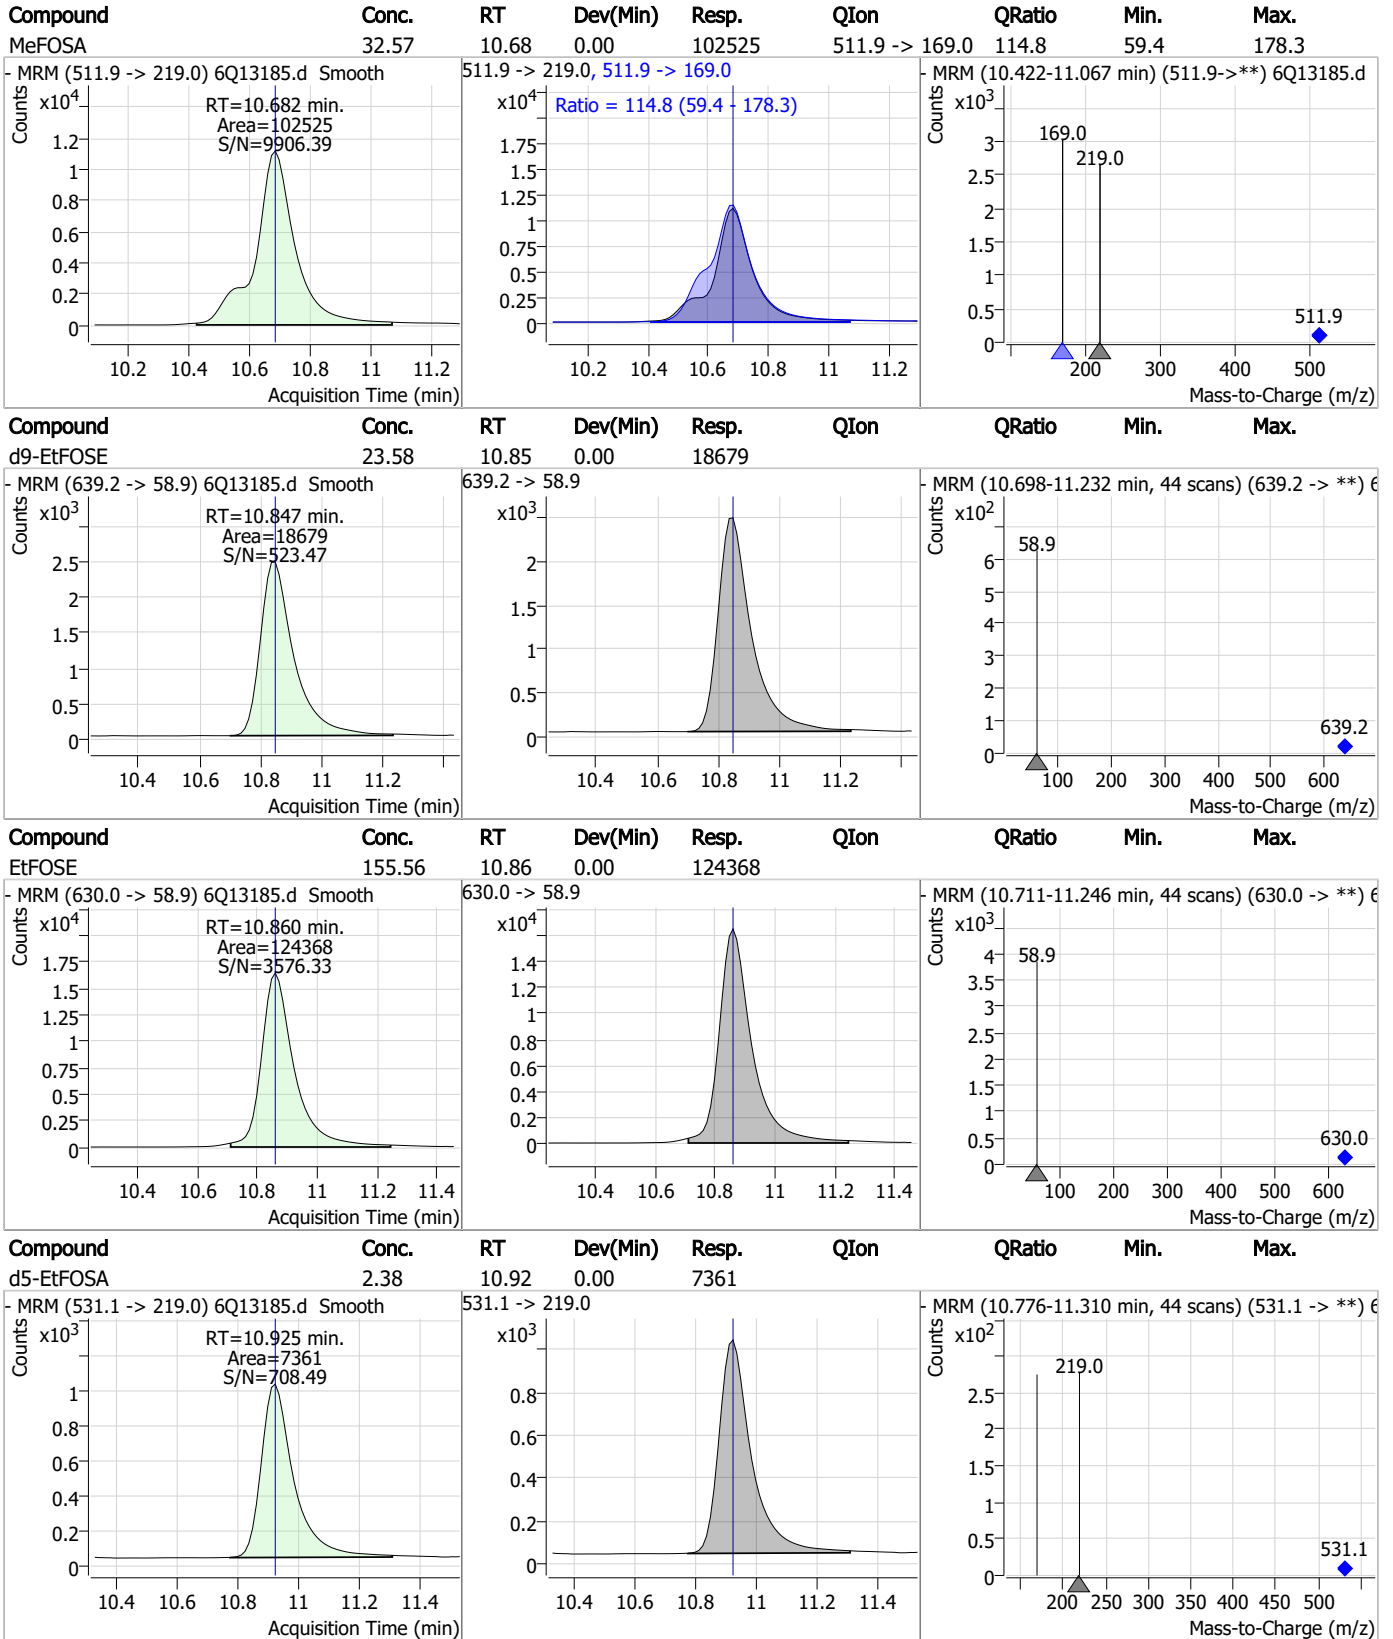 Compound Conc. RT Dev(Min) Resp. QIon QRatio Min. Max.
MeFOSA 32.57 10.68 0.00 102525 511.9 -> 169.0 114.8 59.4 178.3
- MRM (511.9 -> 219.0) 6Q13185.d Smooth
Counts
x10^4
RT=10.682 min.
Area=102525
S/N=9906.39
1.2
1
0.8
0.6
0.4
0.2
0
10.2 10.4 10.6 10.8 11 11.2
Acquisition Time (min)
511.9 -> 219.0, 511.9 -> 169.0
x10^4
Ratio = 114.8 (59.4 - 178.3)
1.75
1.5
1.25
1
0.75
0.5
0.25
0
10.2 10.4 10.6 10.8 11 11.2
- MRM (10.422-11.067 min) (511.9->**) 6Q13185.d
Counts
x10^3
169.0
219.0
511.9
3
2.5
2
1.5
1
0.5
0
200 300 400 500
Mass-to-Charge (m/z)
Compound Conc. RT Dev(Min) Resp. QIon QRatio Min. Max.
d9-EtFOSE 23.58 10.85 0.00 18679
- MRM (639.2 -> 58.9) 6Q13185.d Smooth
Counts
x10^3
RT=10.847 min.
Area=18679
S/N=523.47
2.5
2
1.5
1
0.5
0
10.4 10.6 10.8 11 11.2 11.4
Acquisition Time (min)
639.2 -> 58.9
x10^3
2
1.5
1
0.5
0
10.4 10.6 10.8 11 11.2
- MRM (10.698-11.232 min, 44 scans) (639.2 -> **) 6
Counts
x10^2
58.9
639.2
6
5
4
3
2
1
0
100 200 300 400 500 600
Mass-to-Charge (m/z)
Compound Conc. RT Dev(Min) Resp. QIon QRatio Min. Max.
EtFOSE 155.56 10.86 0.00 124368
- MRM (630.0 -> 58.9) 6Q13185.d Smooth
Counts
x10^4
RT=10.860 min.
Area=124368
S/N=3576.33
1.75
1.5
1.25
1
0.75
0.5
0.25
0
10.4 10.6 10.8 11 11.2 11.4
Acquisition Time (min)
630.0 -> 58.9
x10^4
1.4
1.2
1
0.8
0.6
0.4
0.2
0
10.4 10.6 10.8 11 11.2 11.4
- MRM (10.711-11.246 min, 44 scans) (630.0 -> **) 6
Counts
x10^3
58.9
630.0
4
3.5
3
2.5
2
1.5
1
0.5
0
100 200 300 400 500 600
Mass-to-Charge (m/z)
Compound Conc. RT Dev(Min) Resp. QIon QRatio Min. Max.
d5-EtFOSA 2.38 10.92 0.00 7361
- MRM (531.1 -> 219.0) 6Q13185.d Smooth
Counts
x10^3
RT=10.925 min.
Area=7361
S/N=708.49
1
0.8
0.6
0.4
0.2
0
10.4 10.6 10.8 11 11.2 11.4
Acquisition Time (min)
531.1 -> 219.0
x10^3
0.8
0.6
0.4
0.2
0
10.4 10.6 10.8 11 11.2 11.4
- MRM (10.776-11.310 min, 44 scans) (531.1 -> **) 6
Counts
x10^2
219.0
531.1
2.5
2
1.5
1
0.5
0
200 250 300 350 400 450 500
Mass-to-Charge (m/z)